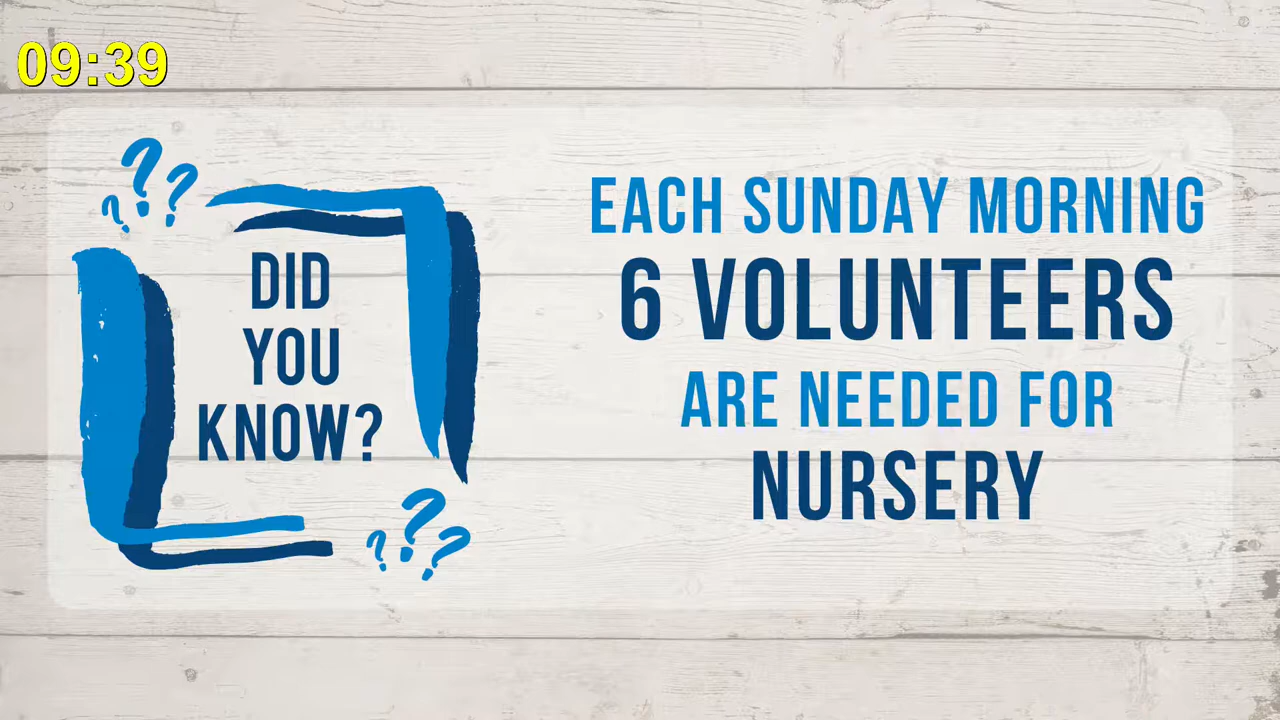 09:39
DID
YOU
KNOW?
EACH SUNDAY MORNING
6 VOLUNTEERS
ARE NEEDED FOR
NURSERY